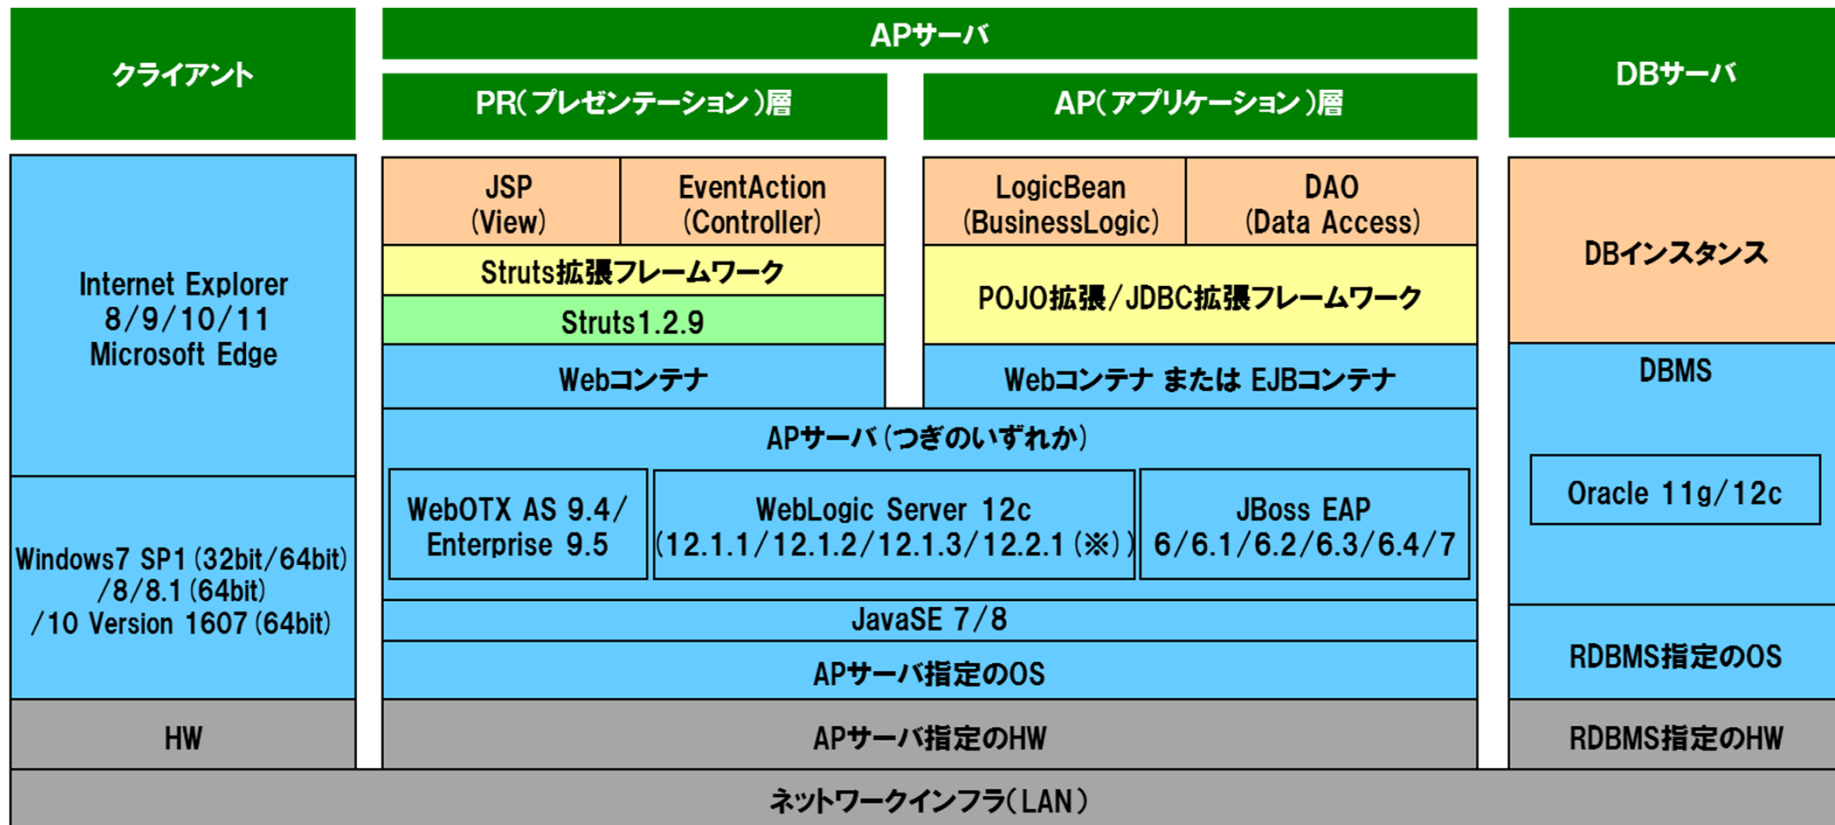 クライアント
APサーバ
PR(プレゼンテーション)層
AP(アプリケーション)層
DBサーバ
Internet Explorer
8/9/10/11
Microsoft Edge
Windows7 SP1(32bit/64bit)
/8/8.1(64bit)
/10 Version 1607(64bit)
HW
JSP
(View)
EventAction
(Controller)
Struts拡張フレームワーク
Struts1.2.9
Webコンテナ
LogicBean
(BusinessLogic)
DAO
(Data Access)
POJO拡張/JDBC拡張フレームワーク
Webコンテナ または EJBコンテナ
APサーバ(つぎのいずれか)
WebOTX AS 9.4/
Enterprise 9.5
WebLogic Server 12c
(12.1.1/12.1.2/12.1.3/12.2.1(※))
JBoss EAP
6/6.1/6.2/6.3/6.4/7
JavaSE 7/8
APサーバ指定のOS
APサーバ指定のHW
DBインスタンス
DBMS
Oracle 11g/12c
RDBMS指定のOS
RDBMS指定のHW
ネットワークインフラ(LAN)